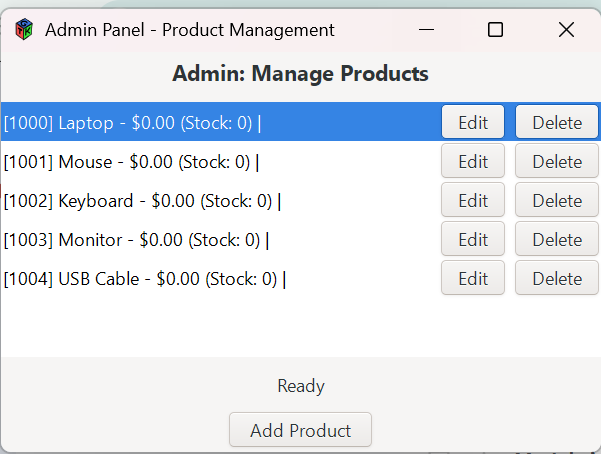 Admin Panel - Product Management
Admin: Manage Products
[1000] Laptop - $0.00 (Stock: 0) | Edit Delete
[1001] Mouse - $0.00 (Stock: 0) | Edit Delete
[1002] Keyboard - $0.00 (Stock: 0) | Edit Delete
[1003] Monitor - $0.00 (Stock: 0) | Edit Delete
[1004] USB Cable - $0.00 (Stock: 0) | Edit Delete
Ready
Add Product